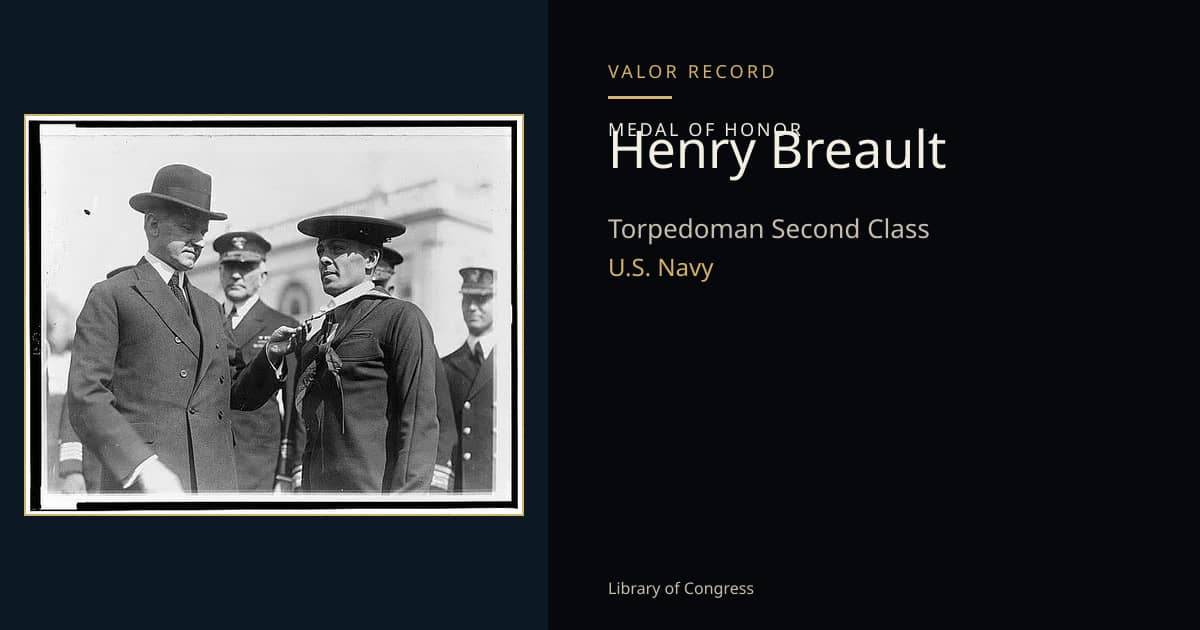 VALOR RECORD
MEDAL OF HONOR
Henry Breault
Torpedoman Second Class
U.S. Navy
Library of Congress